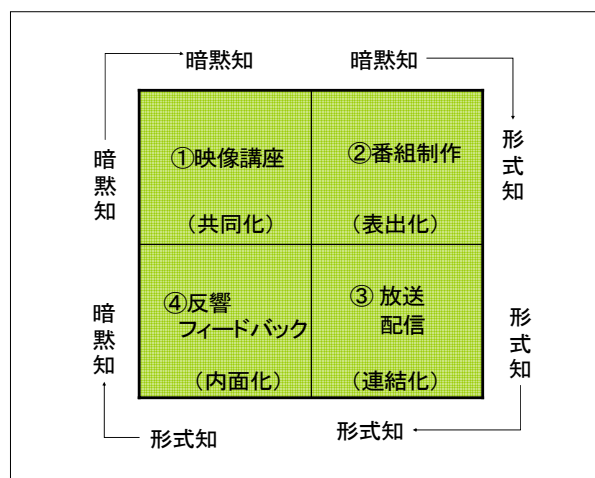 暗黙知
暗黙知
暗黙知
①映像講座
(共同化)
②番組制作
(表出化)
形式知
暗黙知
④反響
フィードバック
(内面化)
③ 放送
配信
(連結化)
形式知
形式知
形式知